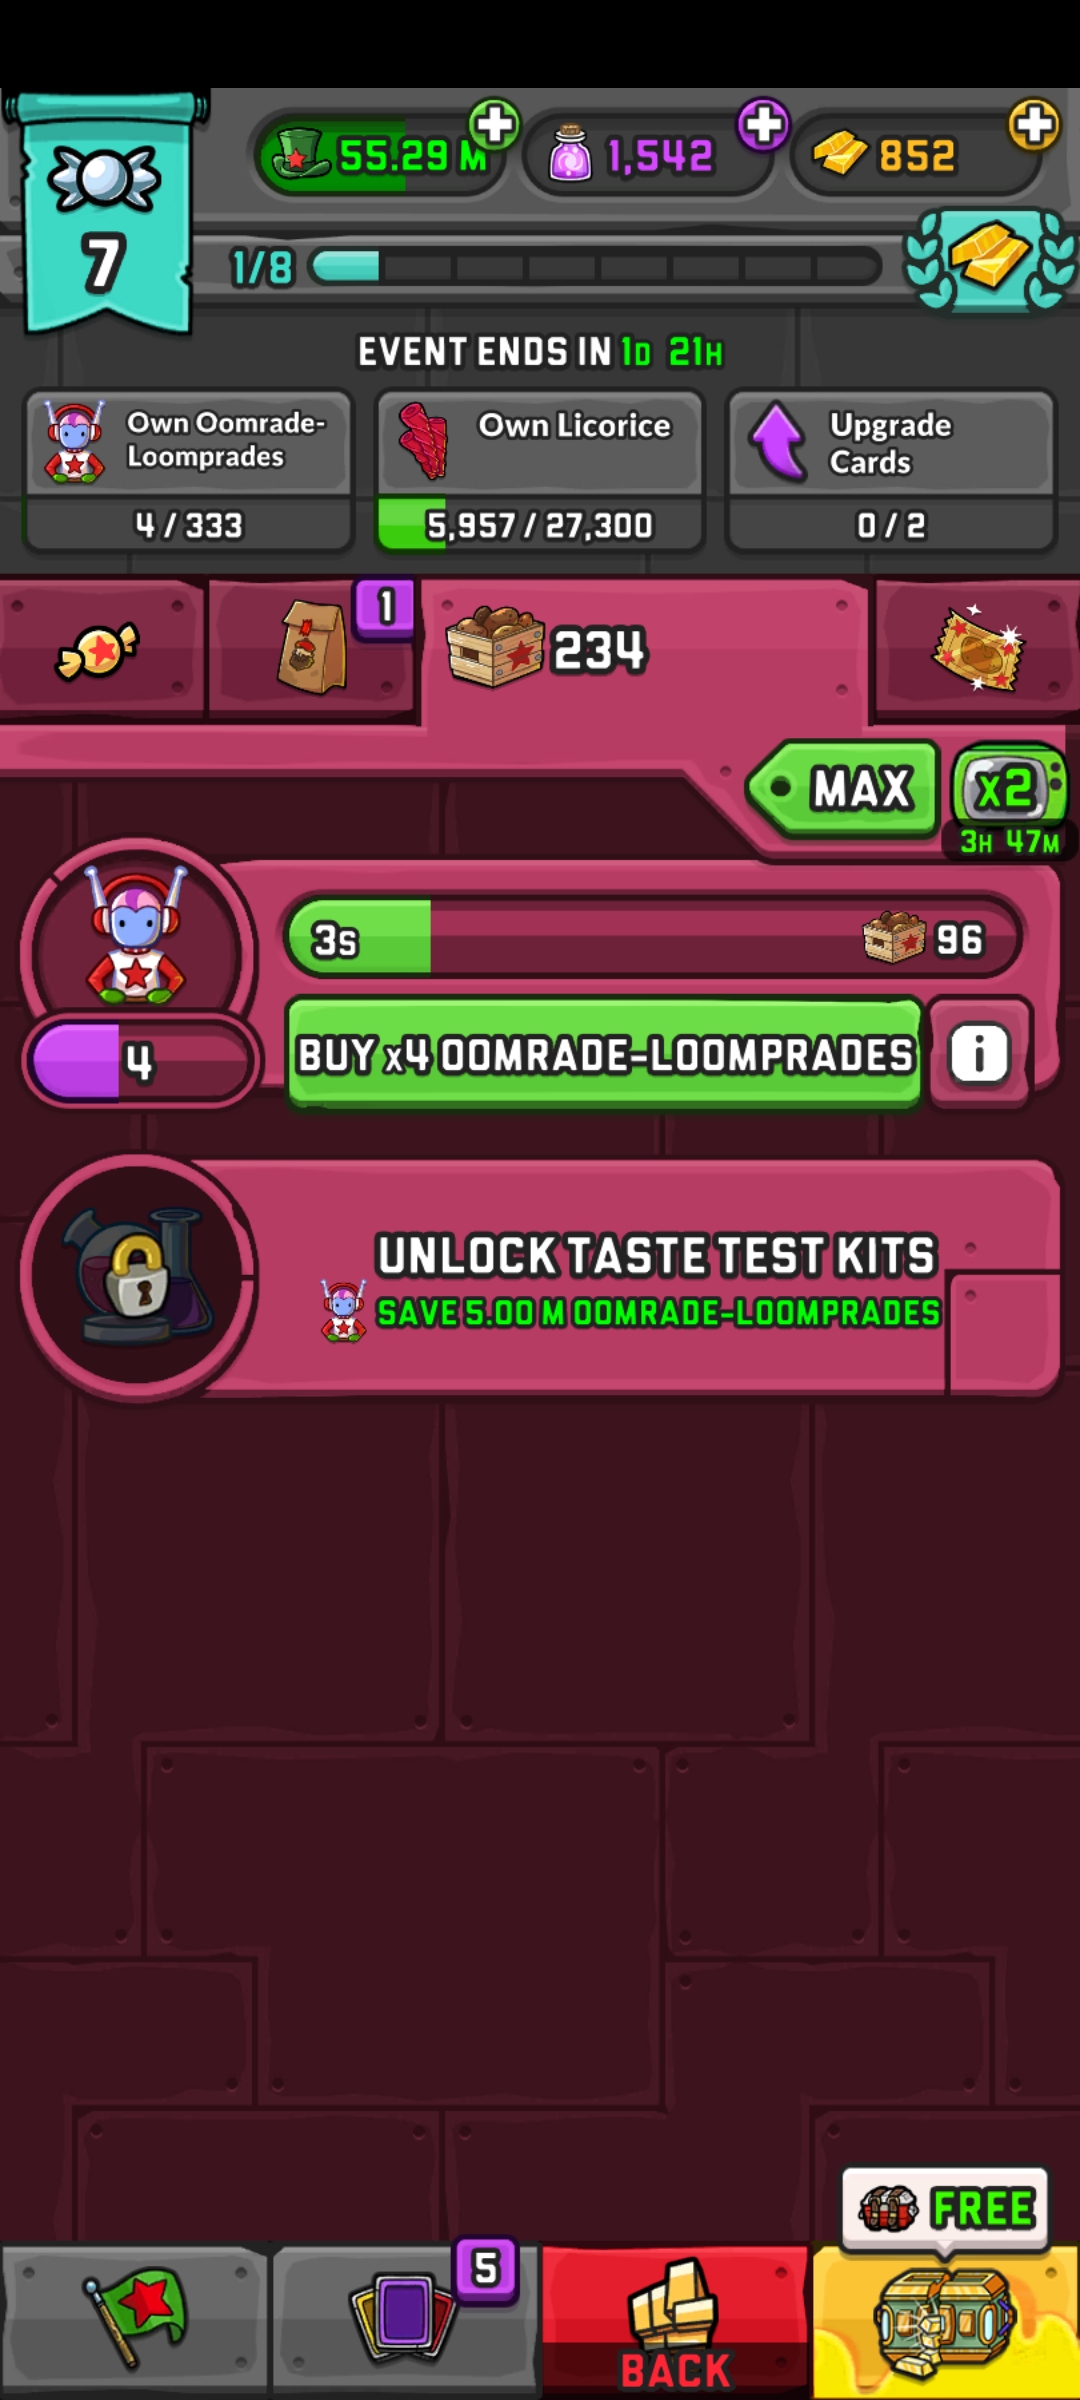 55.29 M
1,542
852
7
1/8
EVENT ENDS IN 1D 21H
Own Oomrade-
Loomprades
4 / 333
Own Licorice
5,957 / 27,300
Upgrade
Cards
0 / 2
1
234
MAX
x2
3H 47M
3s
96
4
BUY x4 OOMRADE-LOOMPRADES
i
UNLOCK TASTE TEST KITS
SAVE 5.00 M OOMRADE-LOOMPRADES
FREE
5
BACK